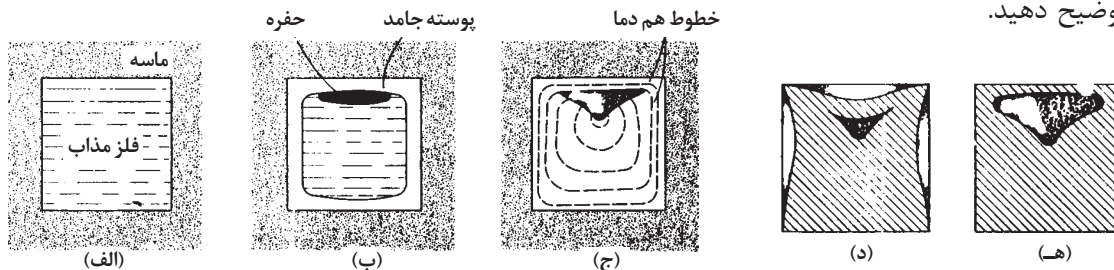 وضیح دهید.
خطوط هم دما
پوسته جامد
حفره
ماسه
فلز مذاب
(الف)
(ب)
(ج)
(د)
(هـ)